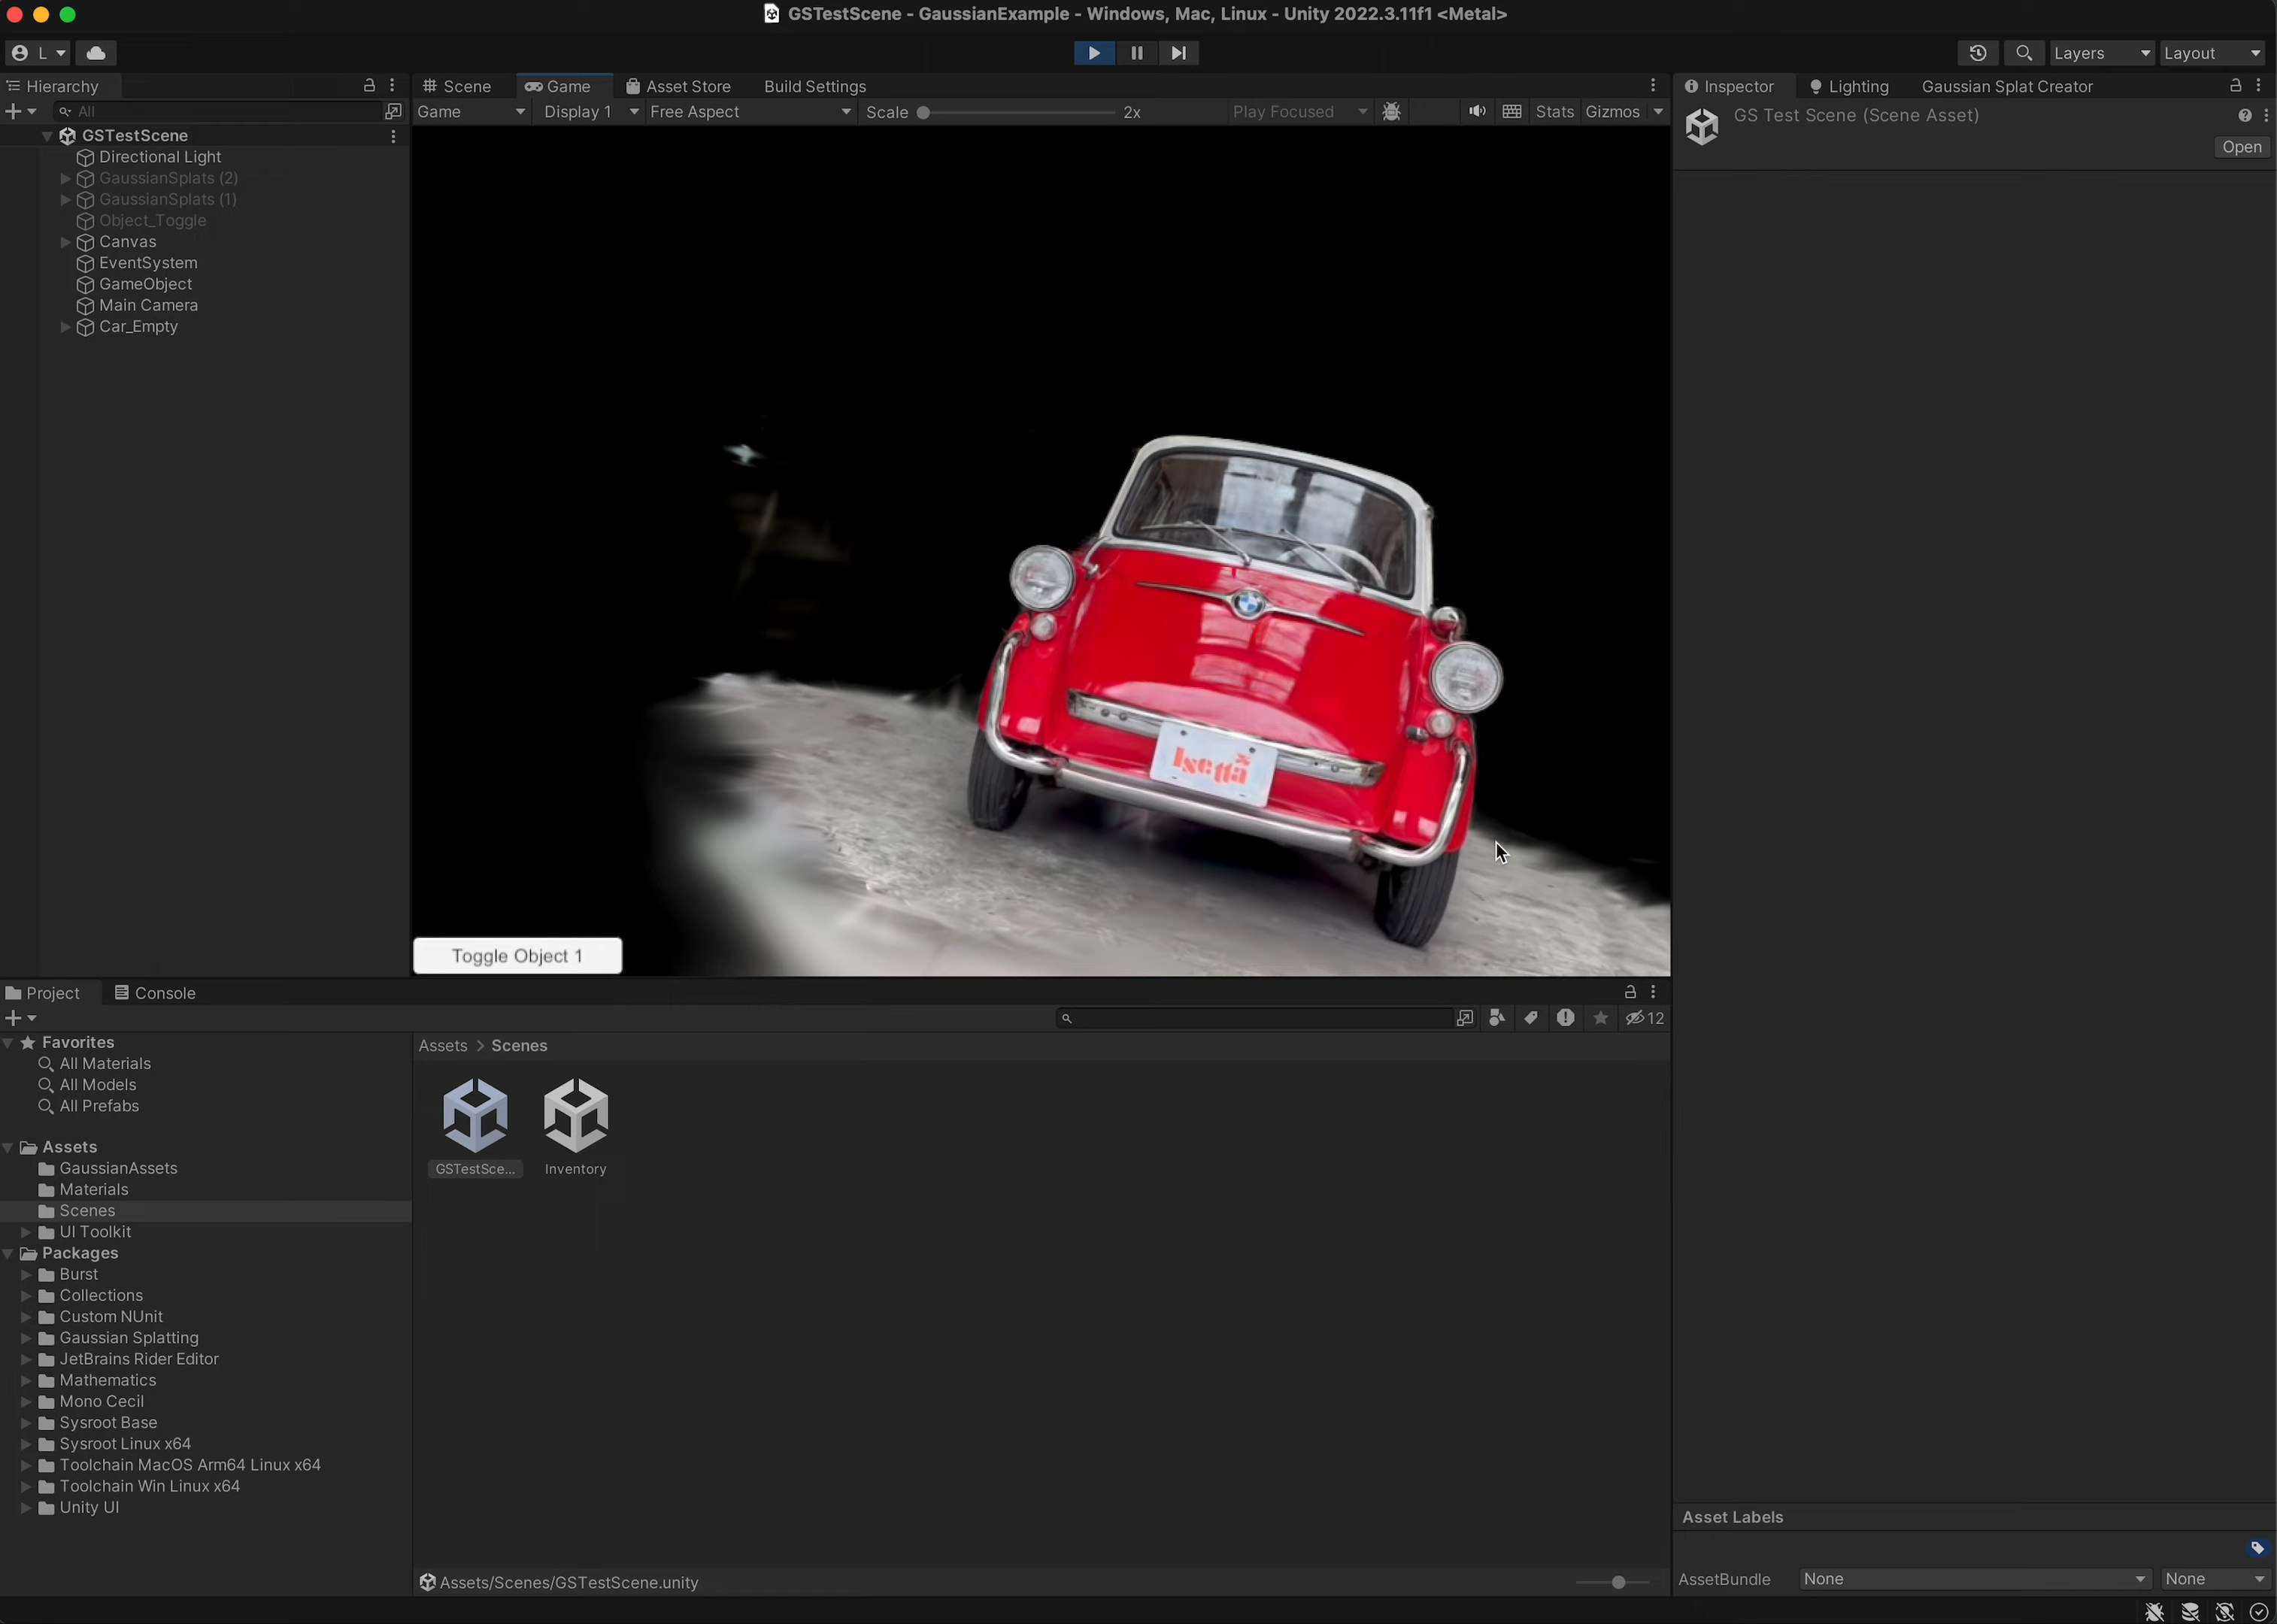 GSTestScene - GaussianExample - Windows, Mac, Linux - Unity 2022.3.11f1 <Metal>
L
Layers
Layout
Hierarchy
Scene
Game
Asset Store
Build Settings
Inspector
Lighting
Gaussian Splat Creator
All
Game
Display 1
Free Aspect
Scale
2x
Play Focused
Stats
Gizmos
GS Test Scene (Scene Asset)
Open
GSTestScene
Directional Light
GaussianSplats (2)
GaussianSplats (1)
Object_Toggle
Canvas
EventSystem
GameObject
Main Camera
Car_Empty
Isetta
Toggle Object 1
Project
Console
12
Favorites
All Materials
All Models
All Prefabs
Assets
GaussianAssets
Materials
Scenes
UI Toolkit
Packages
Burst
Collections
Custom NUnit
Gaussian Splatting
JetBrains Rider Editor
Mathematics
Mono Cecil
Sysroot Base
Sysroot Linux x64
Toolchain MacOS Arm64 Linux x64
Toolchain Win Linux x64
Unity UI
Assets > Scenes
GSTestSce...
Inventory
Assets/Scenes/GSTestScene.unity
Asset Labels
AssetBundle
None
None